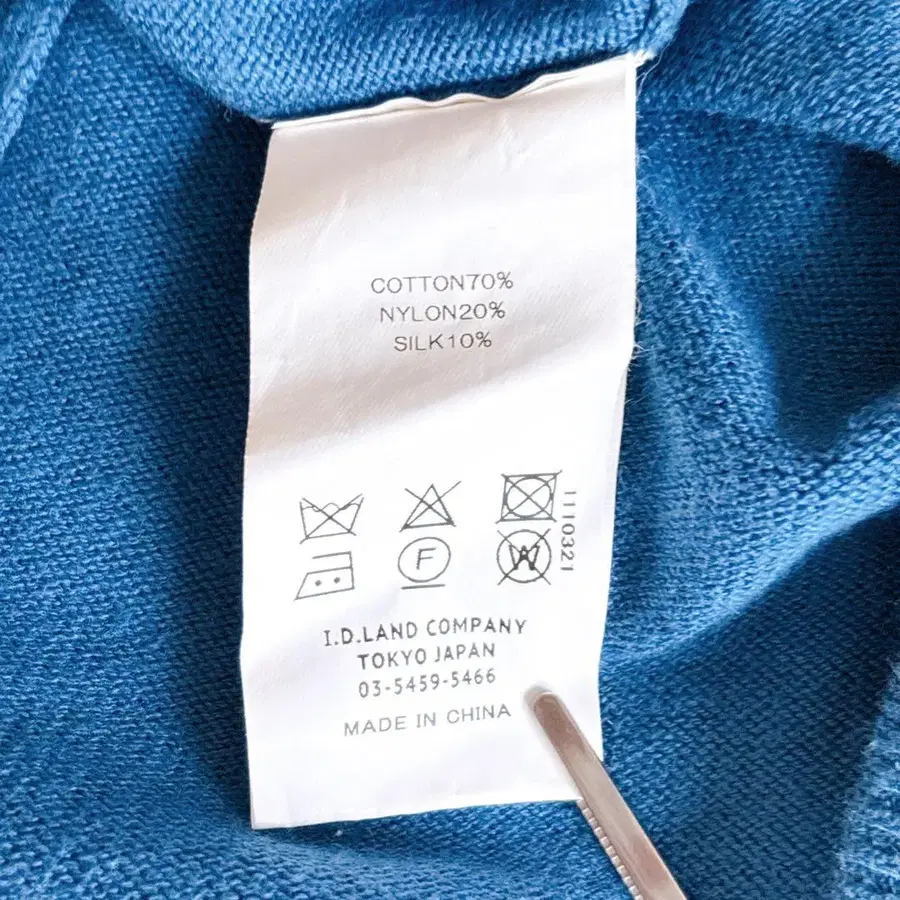 COTTON70%
NYLON20%
SILK10%
1110321
F
W
I.D.LAND COMPANY
TOKYO JAPAN
03-5459-5466
MADE IN CHINA